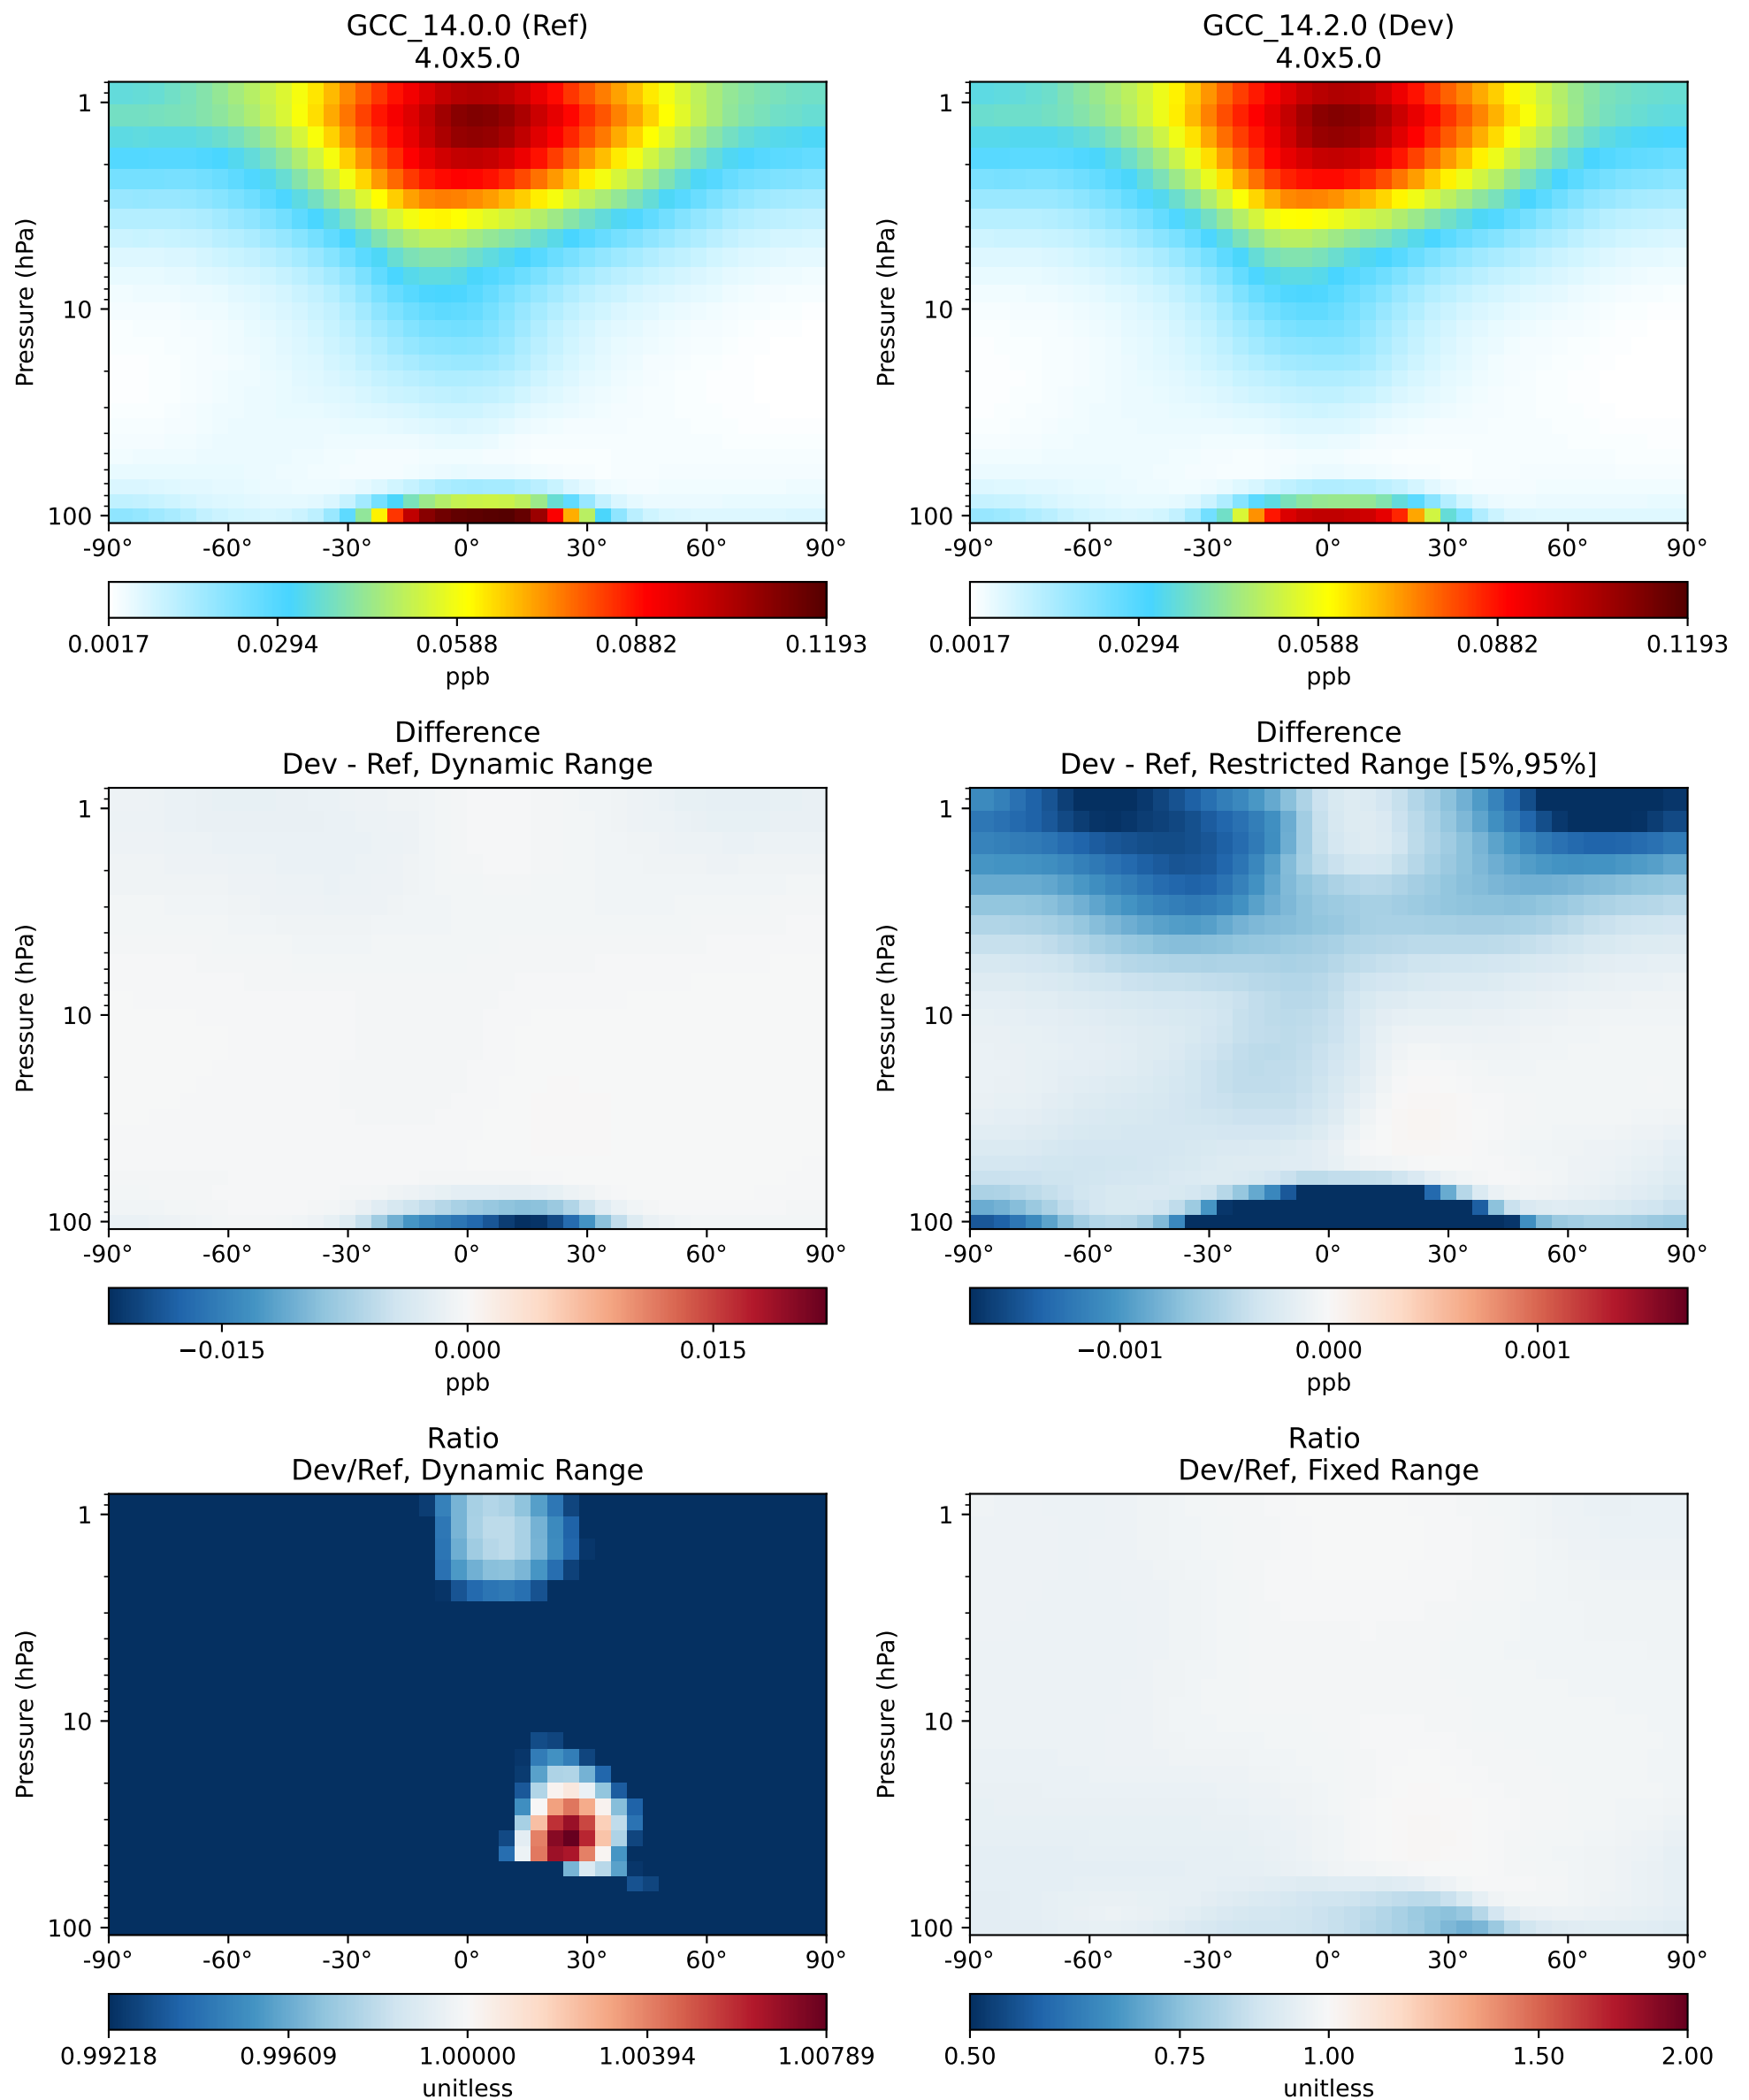 GCC_14.0.0 (Ref)
4.0x5.0
Pressure (hPa)
1
10
100
-90° -60° -30° 0° 30° 60° 90°
0.0017 0.0294 0.0588 0.0882 0.1193
ppb
GCC_14.2.0 (Dev)
4.0x5.0
Pressure (hPa)
1
10
100
-90° -60° -30° 0° 30° 60° 90°
0.0017 0.0294 0.0588 0.0882 0.1193
ppb
Difference
Dev - Ref, Dynamic Range
Pressure (hPa)
1
10
100
-90° -60° -30° 0° 30° 60° 90°
−0.015 0.000 0.015
ppb
Difference
Dev - Ref, Restricted Range [5%,95%]
Pressure (hPa)
1
10
100
-90° -60° -30° 0° 30° 60° 90°
−0.001 0.000 0.001
ppb
Ratio
Dev/Ref, Dynamic Range
Pressure (hPa)
1
10
100
-90° -60° -30° 0° 30° 60° 90°
0.99218 0.99609 1.00000 1.00394 1.00789
unitless
Ratio
Dev/Ref, Fixed Range
Pressure (hPa)
1
10
100
-90° -60° -30° 0° 30° 60° 90°
0.50 0.75 1.00 1.50 2.00
unitless